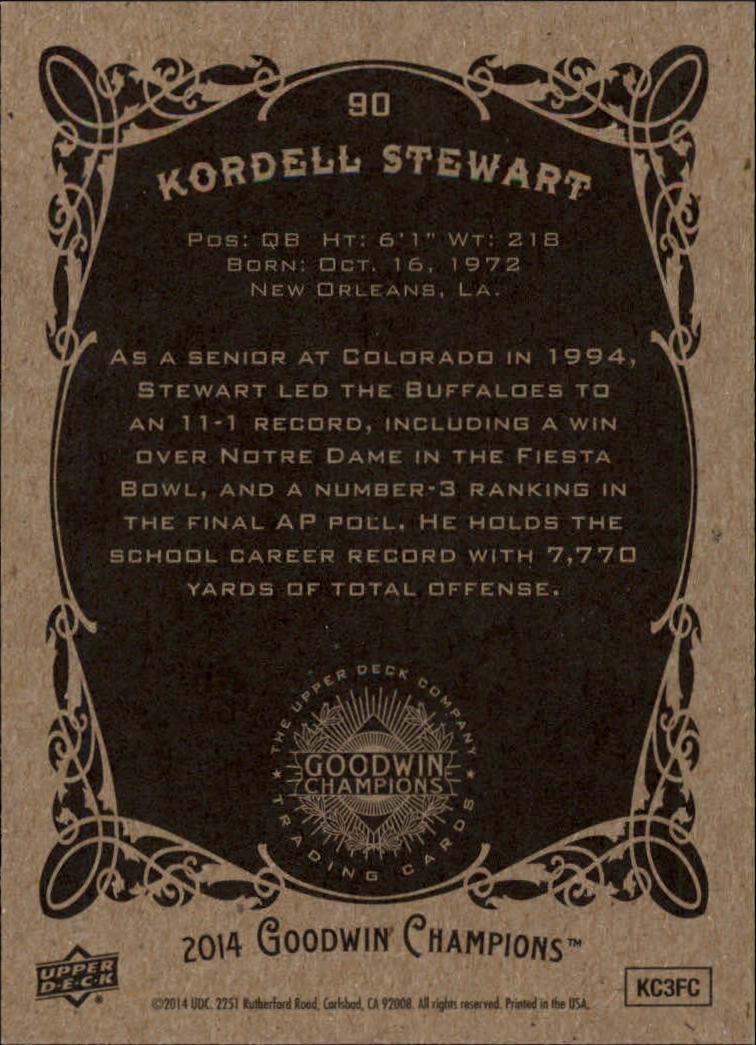 90
KORDELL STEWART
POS: QB HT: 6'1" WT: 218
BORN: OCT. 16, 1972
NEW ORLEANS, LA.
AS A SENIOR AT COLORADO IN 1994,
STEWART LED THE BUFFALOES TO
AN 11-1 RECORD, INCLUDING A WIN
OVER NOTRE DAME IN THE FIESTA
BOWL, AND A NUMBER-3 RANKING IN
THE FINAL AP POLL. HE HOLDS THE
SCHOOL CAREER RECORD WITH 7,770
YARDS OF TOTAL OFFENSE.
★ THE UPPER DECK COMPANY ★
GOODWIN
CHAMPIONS
TRADING CARDS
2014 GOODWIN CHAMPIONS™
UPPER
D·E·C·K®
KC3FC
©2014 UDC. 2251 Rutherford Road, Carlsbad, CA 92008. All rights reserved. Printed in the USA.